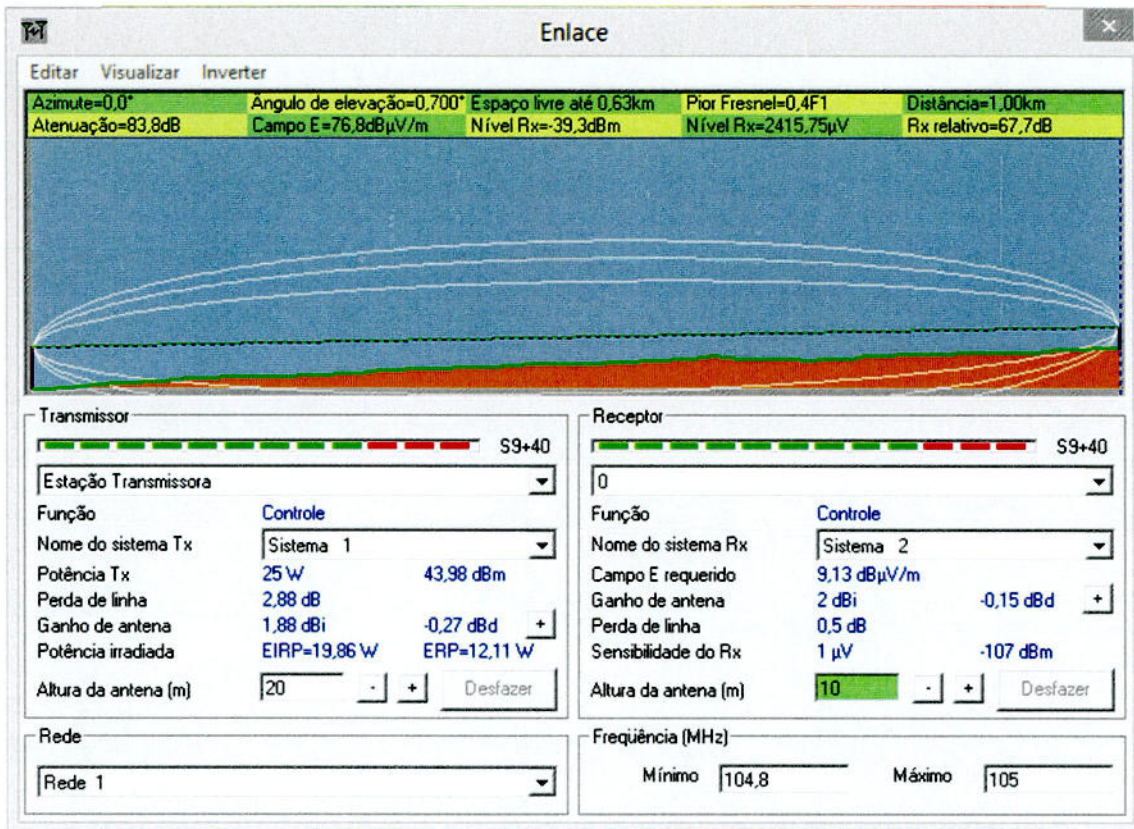 Enlace
Editar Visualizar Inverter
Azimute=0,0° Ângulo de elevação=0,700° Espaço livre até 0,63km Pior Fresnel=0,4F1 Distância=1,00km
Atenuação=83,8dB Campo E=76,8dBµV/m Nível Rx=-39,3dBm Nível Rx=2415,75µV Rx relativo=67,7dB
Transmissor
S9+40
Estação Transmissora
Função Controle
Nome do sistema Tx Sistema 1
Potência Tx 25 W 43,98 dBm
Perda de linha 2,88 dB
Ganho de antena 1,88 dBi -0,27 dBd +
Potência irradiada EIRP=19,86 W ERP=12,11 W
Altura da antena (m) 20 - + Desfazer
Receptor
S9+40
0
Função Controle
Nome do sistema Rx Sistema 2
Campo E requerido 9,13 dBµV/m
Ganho de antena 2 dBi -0,15 dBd +
Perda de linha 0,5 dB
Sensibilidade do Rx 1 µV -107 dBm
Altura da antena (m) 10 - + Desfazer
Rede
Rede 1
Freqüência (MHz)
Mínimo 104,8 Máximo 105